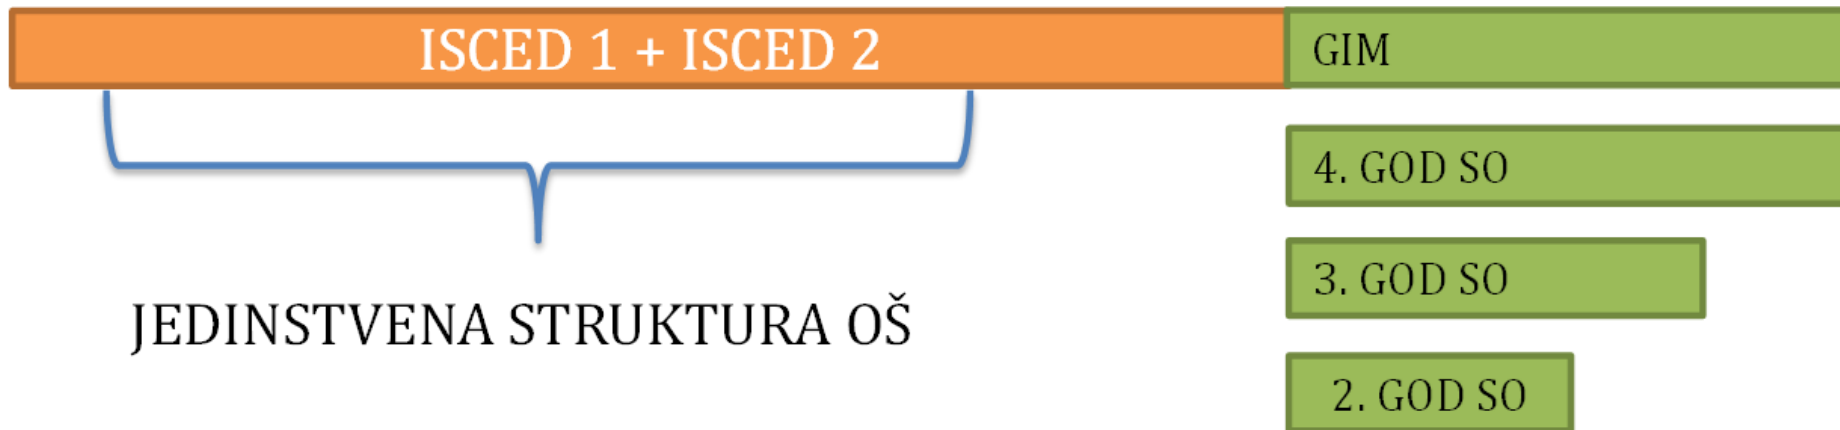 ISCED 1 + ISCED 2
GIM
4. GOD SO
3. GOD SO
JEDINSTVENA STRUKTURA OŠ
2. GOD SO